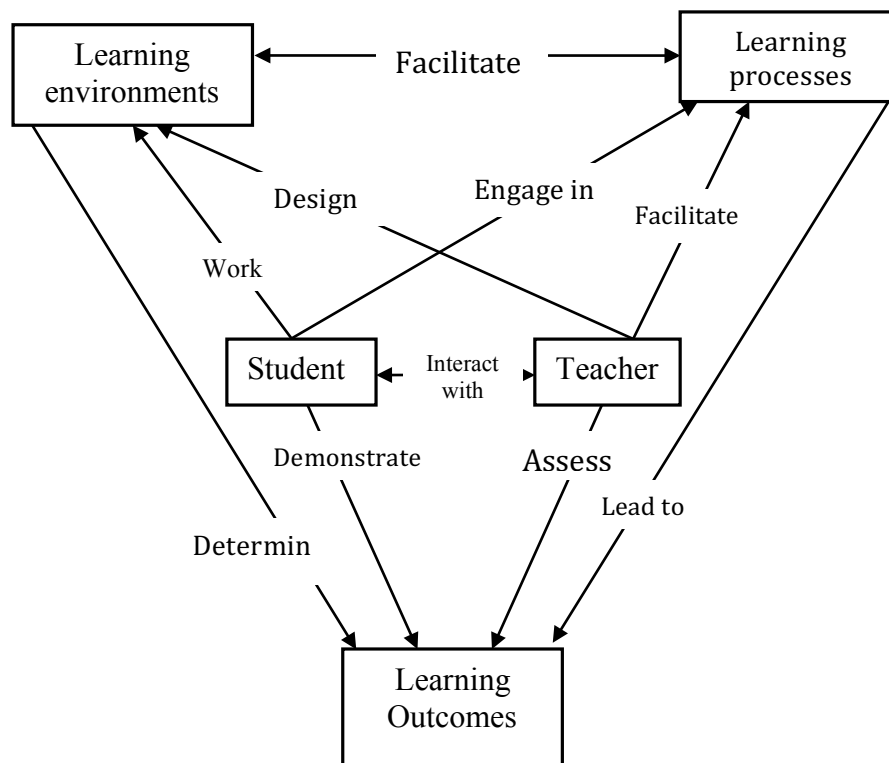 Learning
environments
Facilitate
Learning
processes
Design
Engage in
Facilitate
Work
Student
Interact
with
Teacher
Demonstrate
Assess
Lead to
Determin
Learning
Outcomes